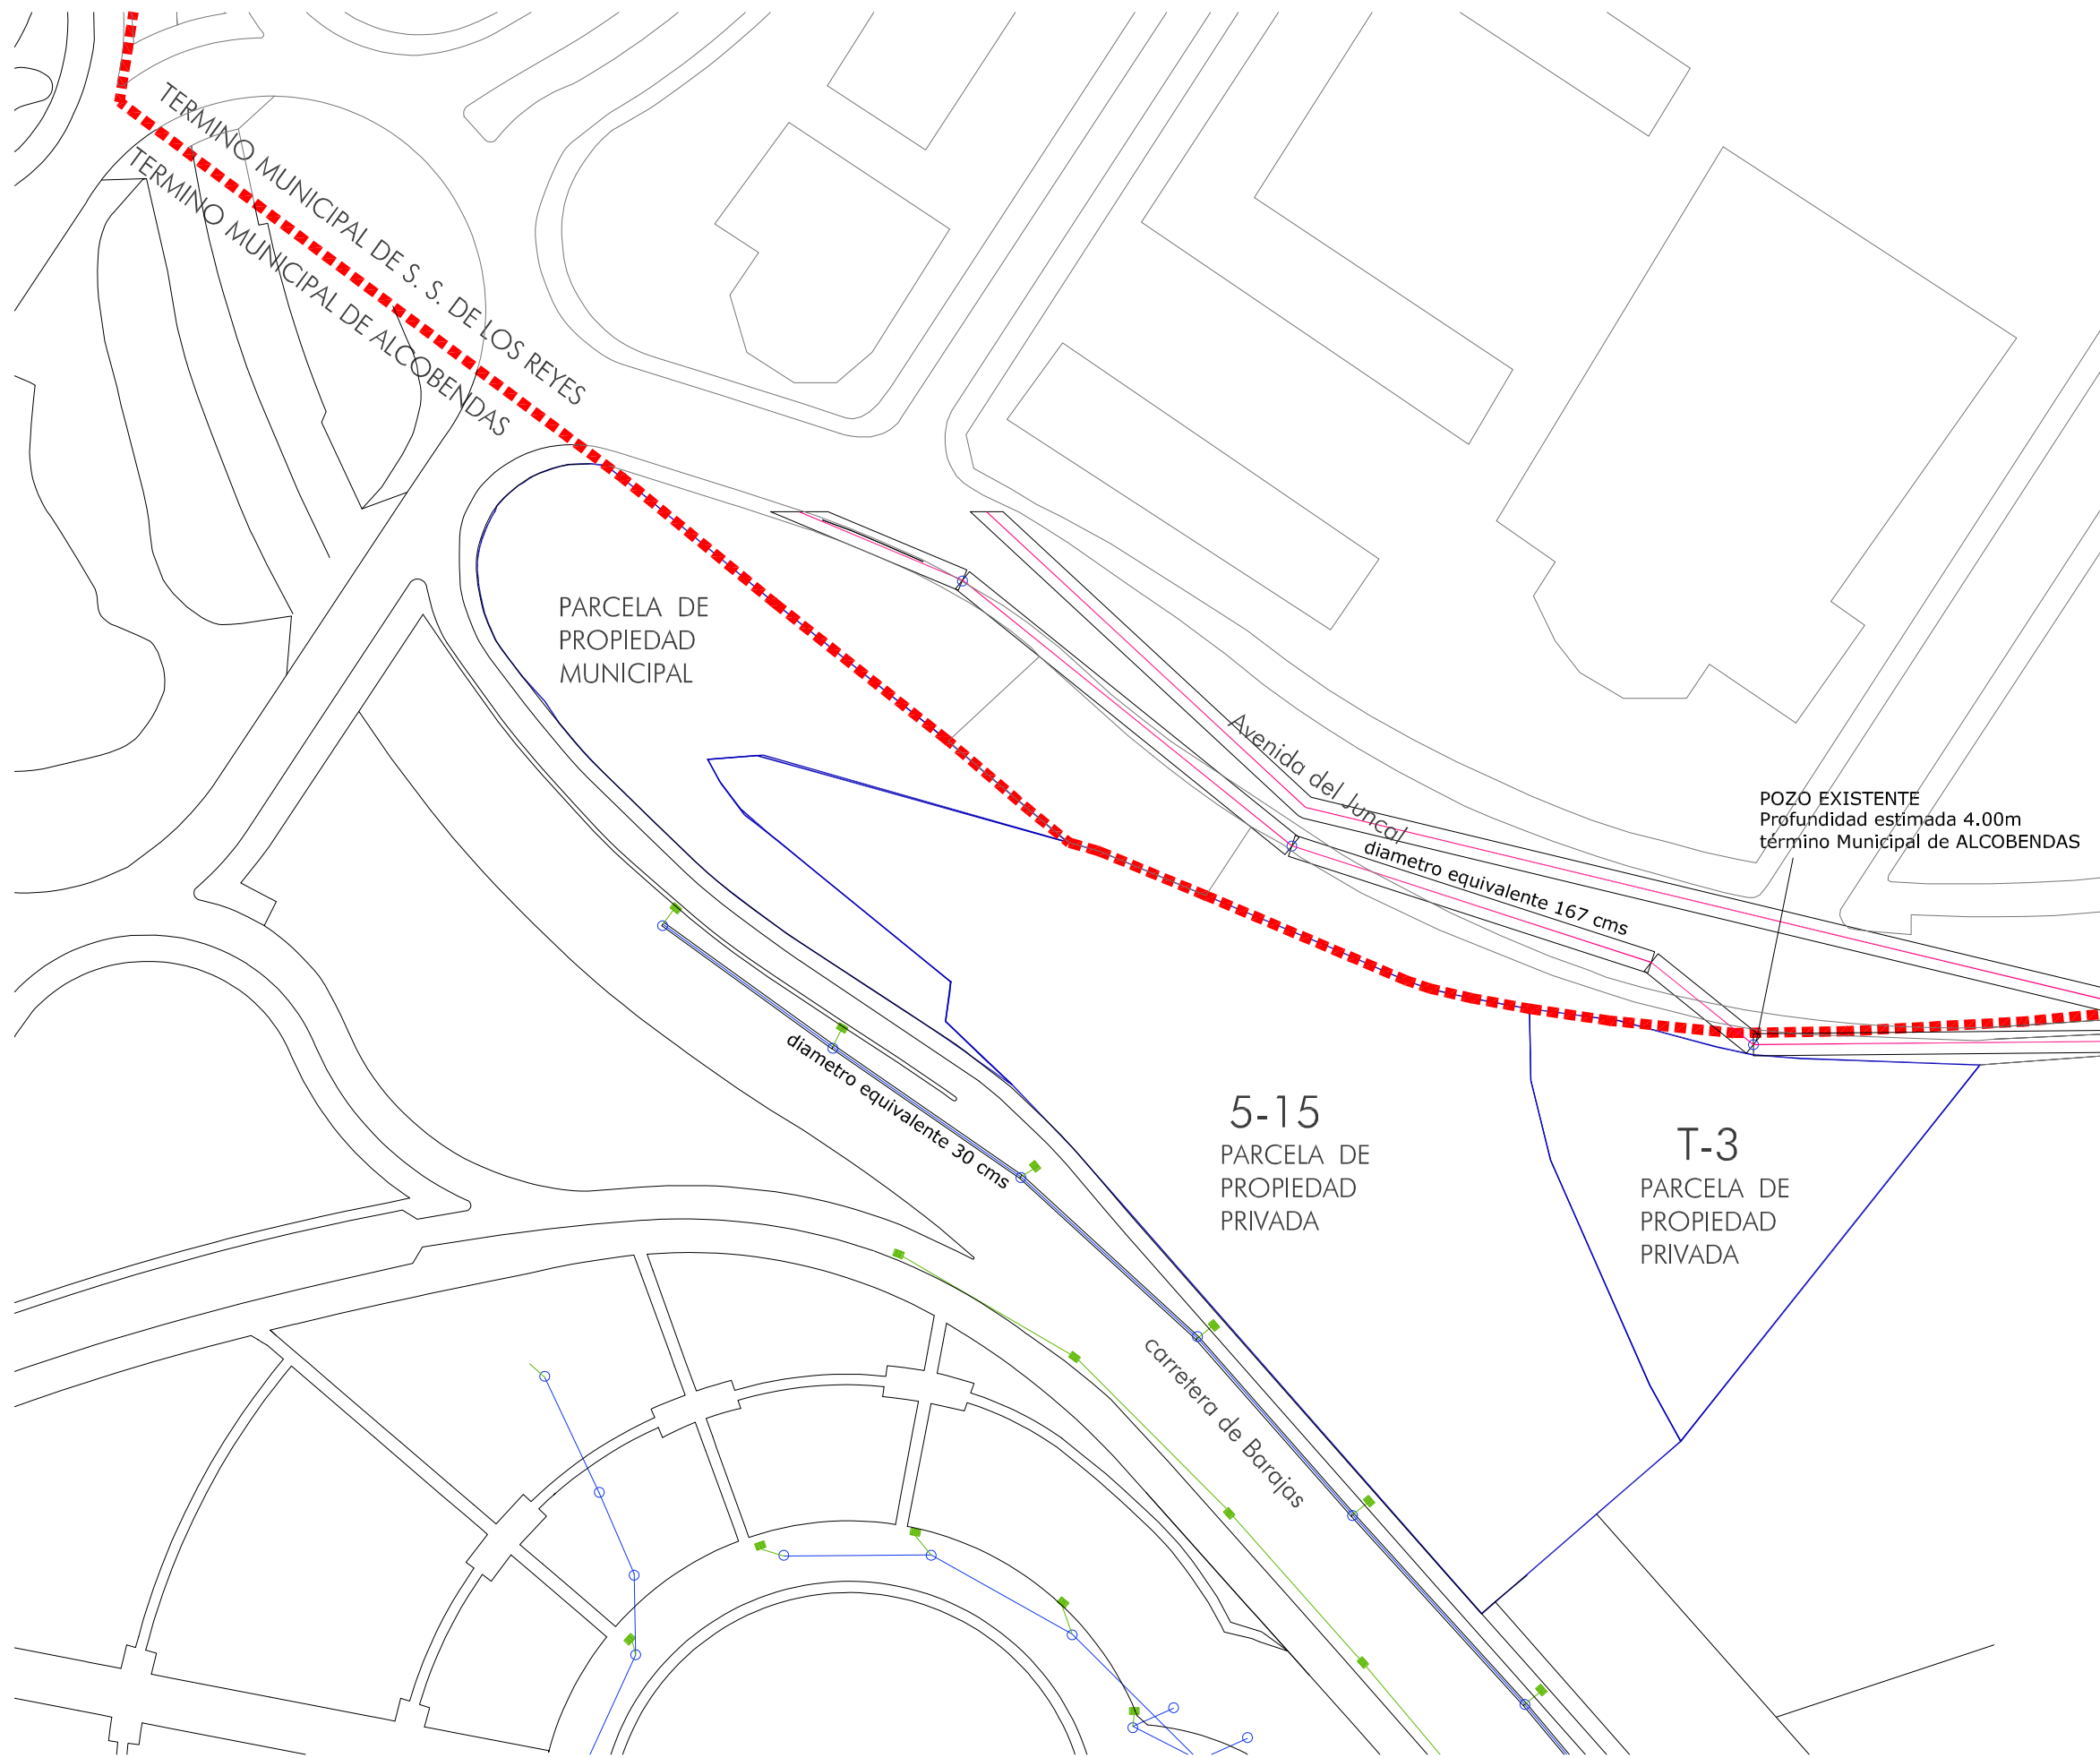 TERMINO MUNICIPAL DE S. S. DE LOS REYES
TERMINO MUNICIPAL DE ALCOBENDAS
PARCELA DE
PROPIEDAD
MUNICIPAL
Avenida del Juncal
POZO EXISTENTE
Profundidad estimada 4.00m
término Municipal de ALCOBENDAS
diametro equivalente 167 cms
diametro equivalente 30 cms
5-15
PARCELA DE
PROPIEDAD
PRIVADA
T-3
PARCELA DE
PROPIEDAD
PRIVADA
carretera de Barajas